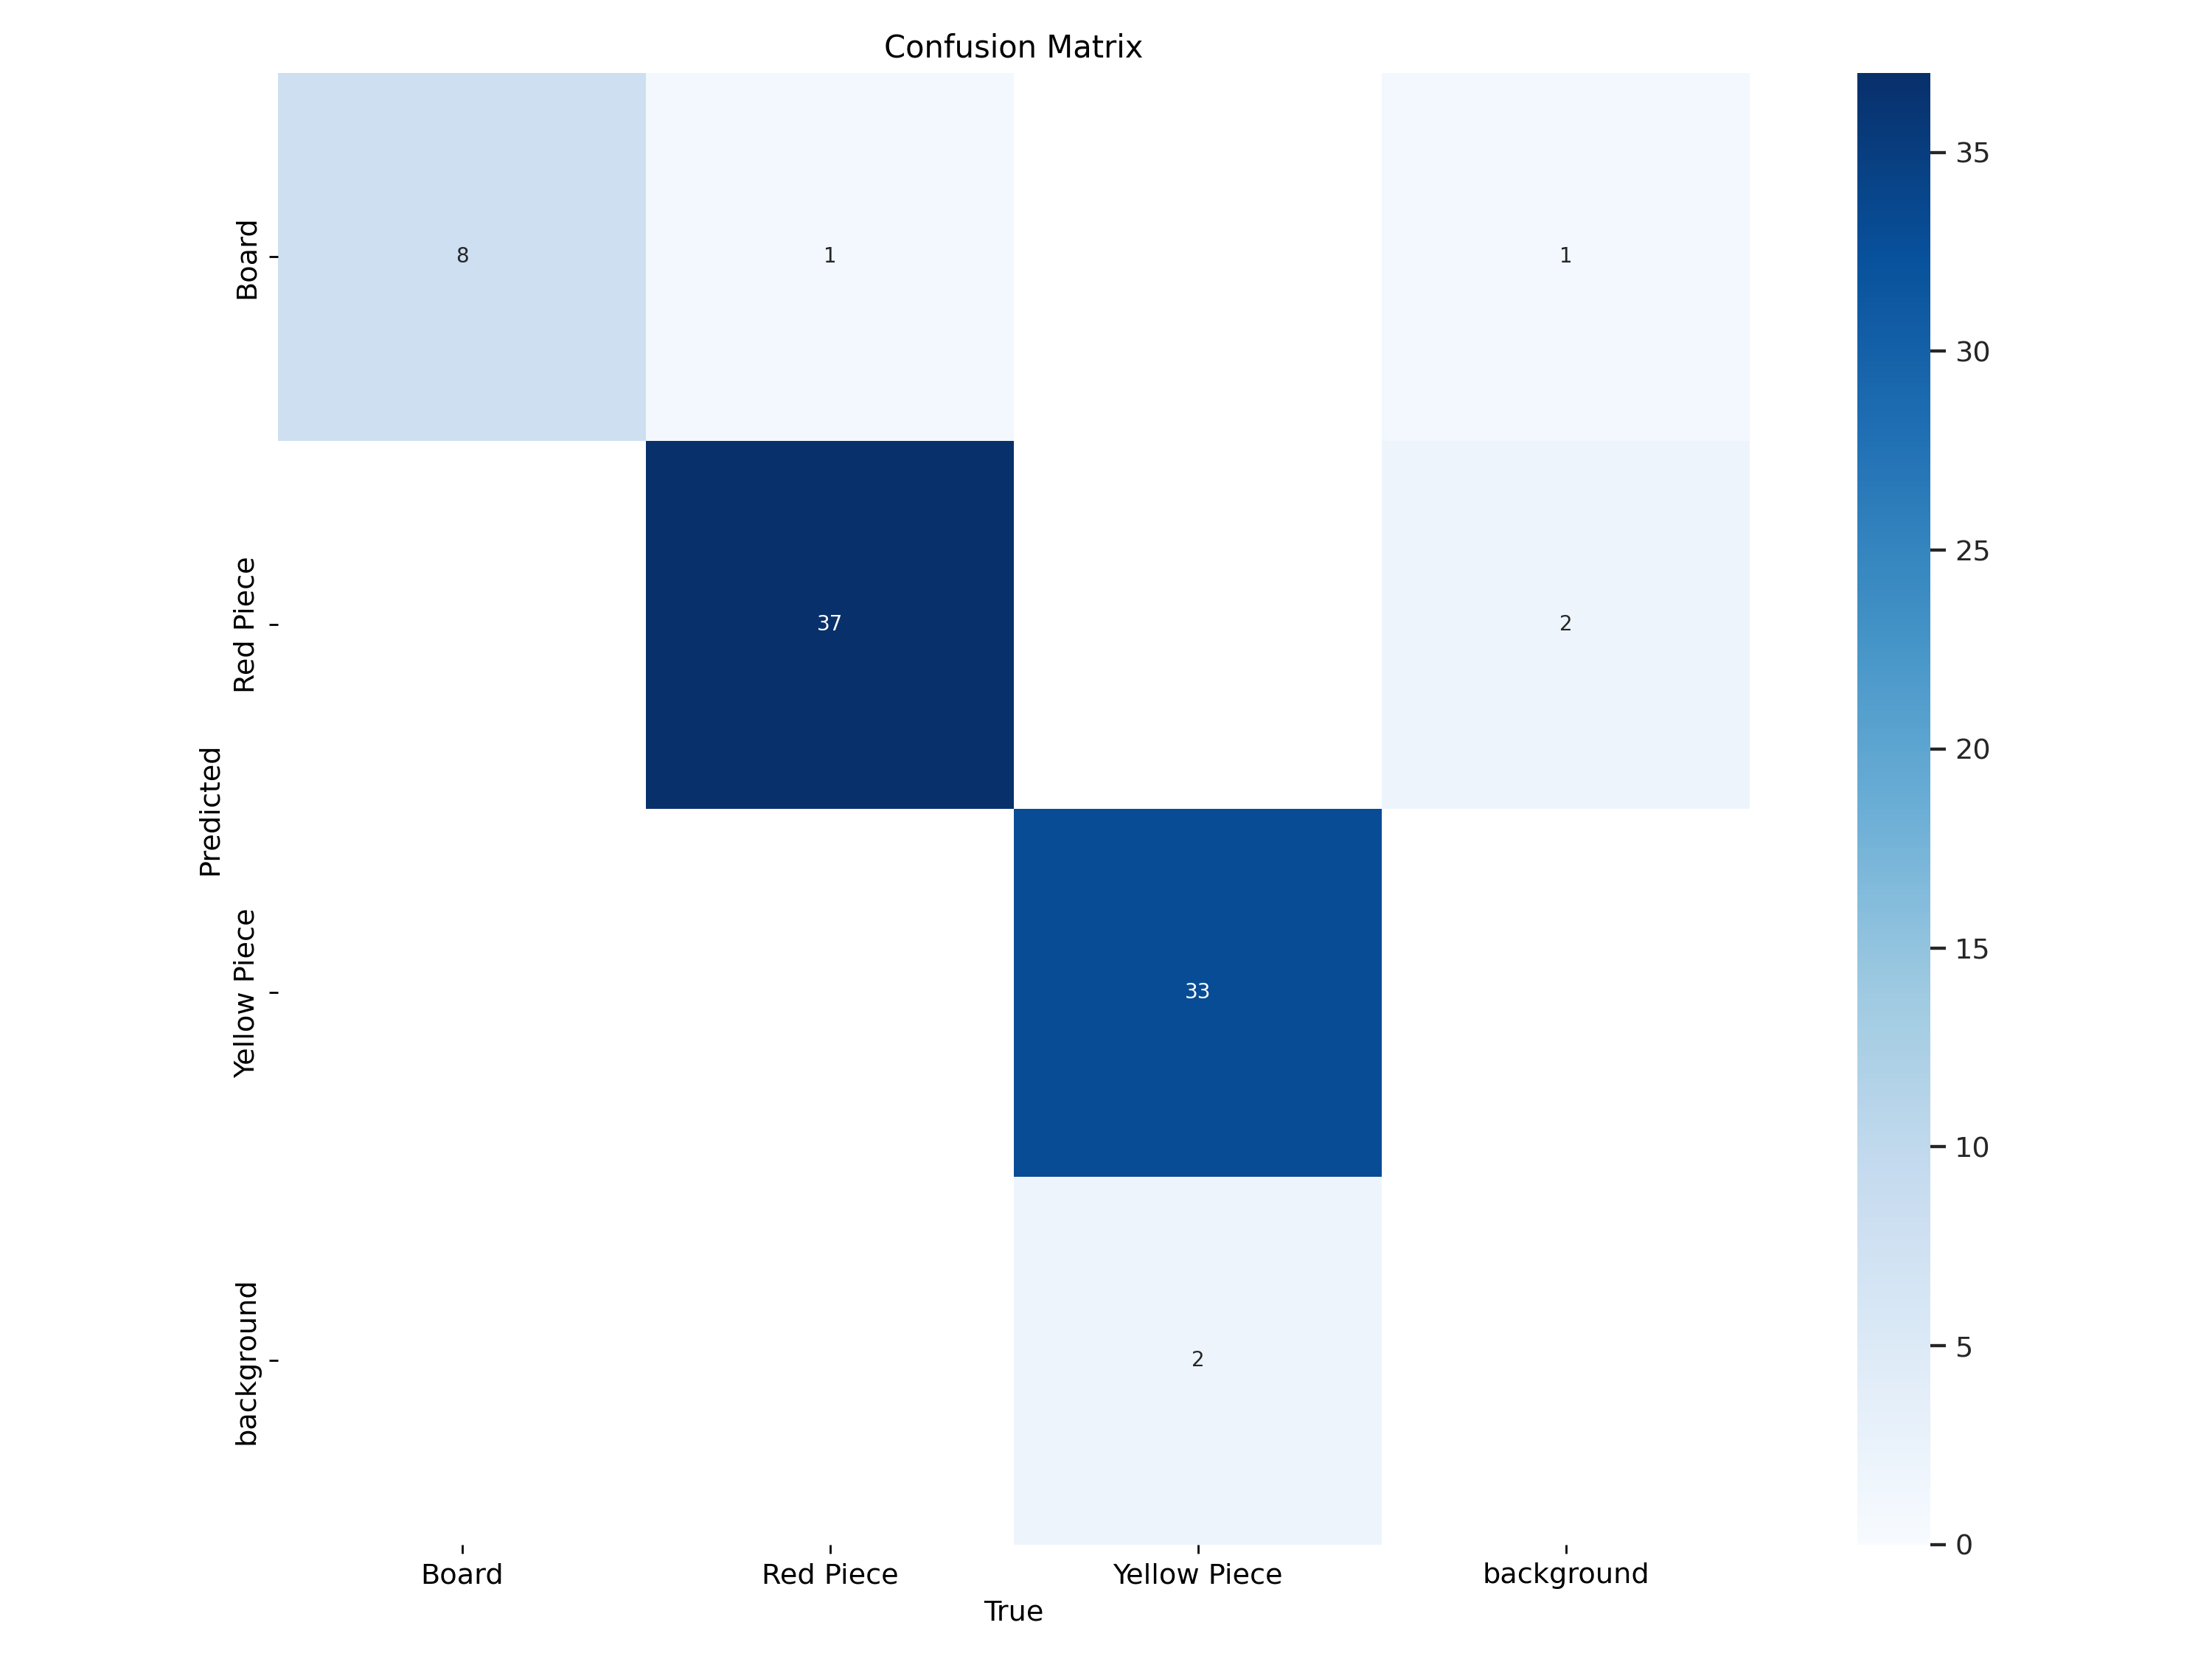 Confusion Matrix
Board
8
1
1
35
30
Red Piece
37
2
25
20
Predicted
Yellow Piece
33
15
10
background
2
5
0
Board
Red Piece
Yellow Piece
background
True